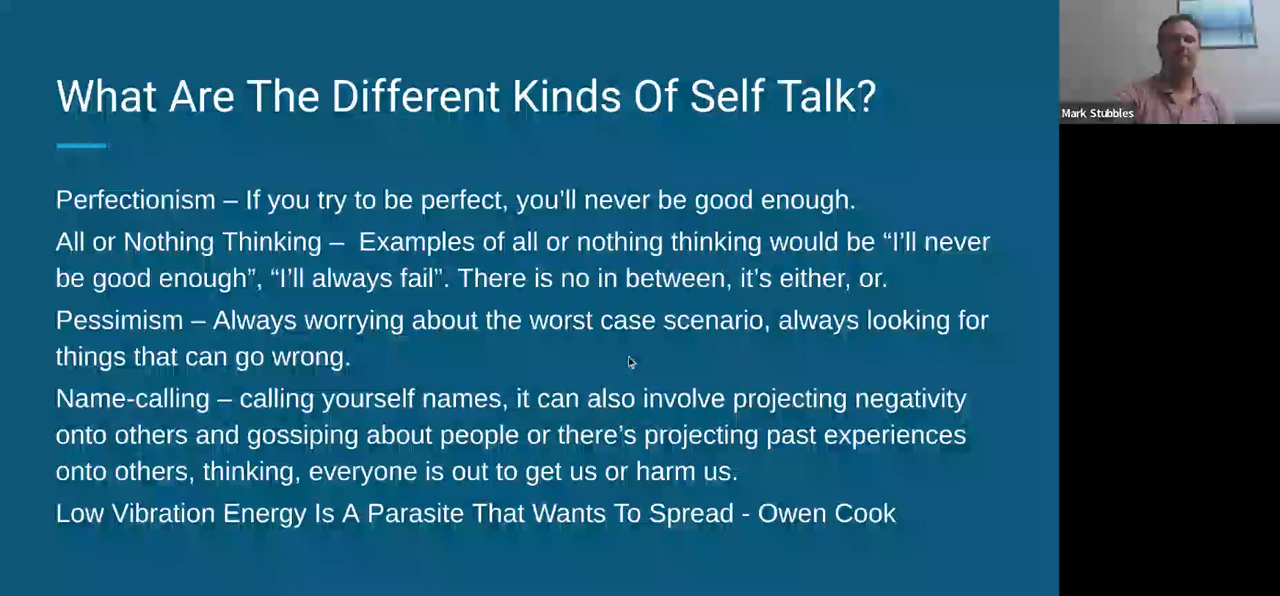 What Are The Different Kinds Of Self Talk?
Perfectionism – If you try to be perfect, you’ll never be good enough.
All or Nothing Thinking –  Examples of all or nothing thinking would be “I’ll never
be good enough”, “I’ll always fail”. There is no in between, it’s either, or.
Pessimism – Always worrying about the worst case scenario, always looking for
things that can go wrong.
Name-calling – calling yourself names, it can also involve projecting negativity
onto others and gossiping about people or there’s projecting past experiences
onto others, thinking, everyone is out to get us or harm us.
Low Vibration Energy Is A Parasite That Wants To Spread - Owen Cook
Mark Stubbles